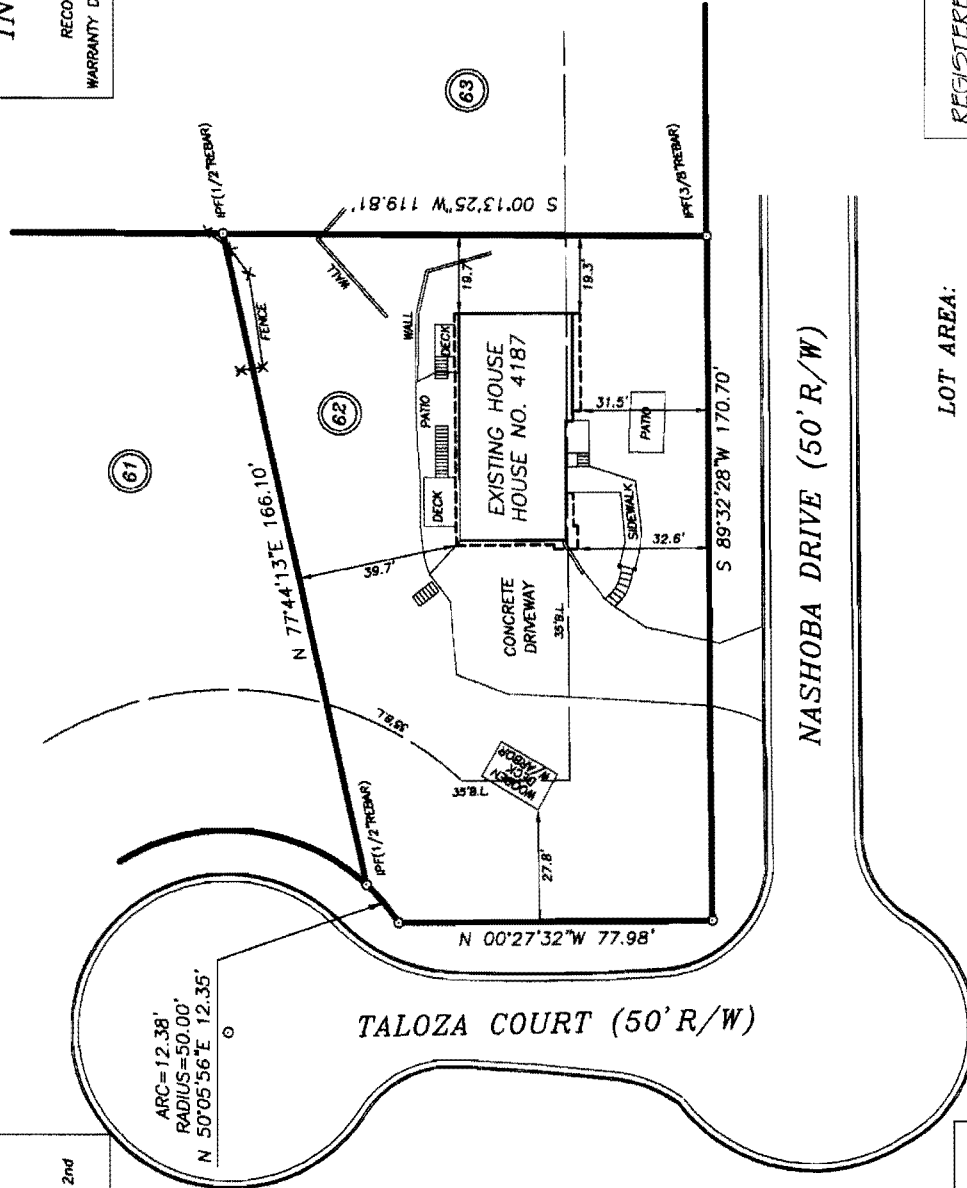 IN
RECO
WARRANTY D
2nd
REGISTERE
LOT AREA:
ARC=12.38'
RADIUS=50.00'
N 50°05'56"E 12.35'
61
62
63
IPF(1/2"REBAR)
IPF(1/2"REBAR)
IPF(3/8"REBAR)
N 77°44'13"E 166.10'
S 00°13'25"W 119.81'
S 89°32'28"W 170.70'
N 00°27'32"W 77.98'
FENCE
WALL
WALL
PATIO
DECK
DECK
EXISTING HOUSE
HOUSE NO. 4187
19.7'
19.3'
31.5'
32.6'
39.7'
27.8'
PATIO
SIDEWALK
CONCRETE
DRIVEWAY
35'B.L.
35'B.L.
35'B.L.
WOODEN
DECK
W/ARBOR
TALOZA COURT (50' R/W)
NASHOBA DRIVE (50' R/W)